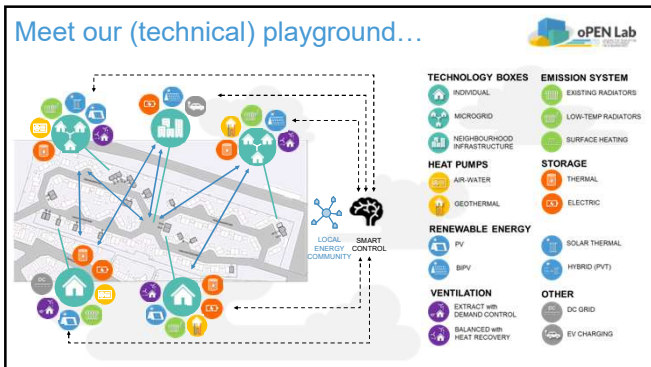 Meet our (technical) playground…
oPEN Lab
TECHNOLOGY BOXES
INDIVIDUAL
MICROGRID
NEIGHBOURHOOD
INFRASTRUCTURE
HEAT PUMPS
AIR-WATER
GEOTHERMAL
RENEWABLE ENERGY
PV
BIPV
VENTILATION
EXTRACT with
DEMAND CONTROL
BALANCED with
HEAT RECOVERY
EMISSION SYSTEM
EXISTING RADIATORS
LOW-TEMP RADIATORS
SURFACE HEATING
STORAGE
THERMAL
ELECTRIC
SOLAR THERMAL
HYBRID (PVT)
OTHER
DC GRID
EV CHARGING
LOCAL
ENERGY
COMMUNITY
SMART
CONTROL
DC
DC